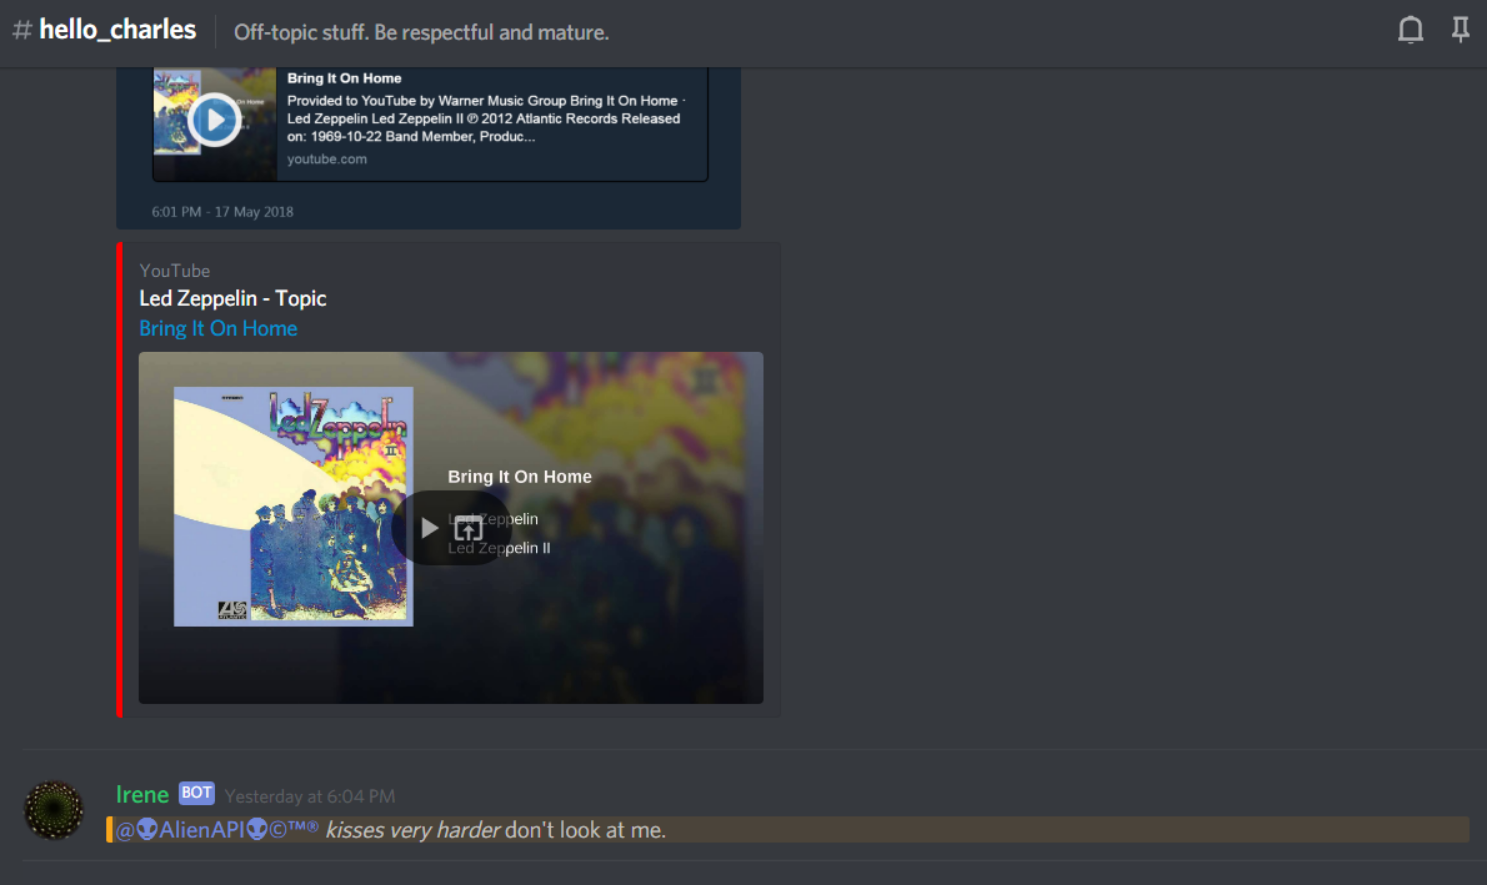 # hello_charles
Off-topic stuff. Be respectful and mature.
on Home
Bring It On Home
Provided to YouTube by Warner Music Group Bring It On Home ·
Led Zeppelin Led Zeppelin II ℗ 2012 Atlantic Records Released
on: 1969-10-22 Band Member, Produc...
youtube.com
6:01 PM - 17 May 2018
YouTube
Led Zeppelin - Topic
Bring It On Home
STEREO
Led Zeppelin
II
Bring It On Home
Led Zeppelin
Led Zeppelin II
ATLANTIC
Irene BOT Yesterday at 6:04 PM
@👽AlienAPI👽©™® kisses very harder don't look at me.